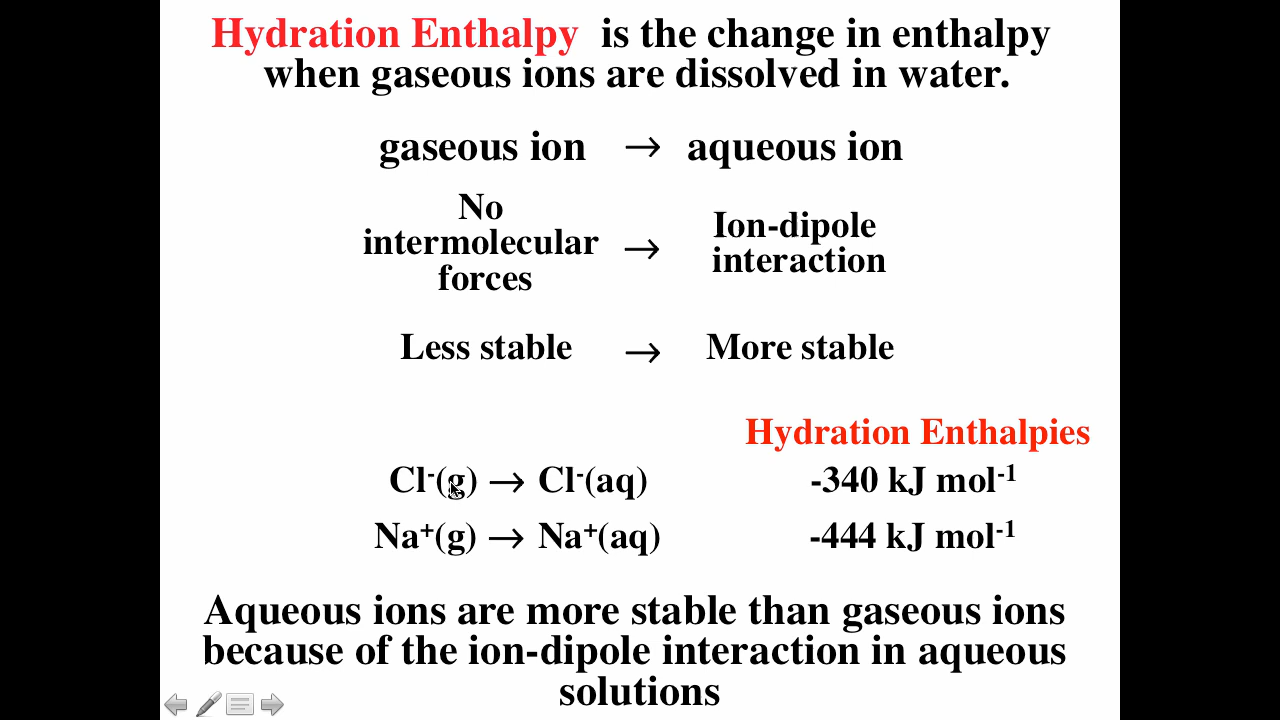 Hydration Enthalpy is the change in enthalpy
when gaseous ions are dissolved in water.
gaseous ion → aqueous ion
No
intermolecular
forces
→
Ion-dipole
interaction
Less stable → More stable
Hydration Enthalpies
Cl⁻(g) → Cl⁻(aq) -340 kJ mol⁻¹
Na⁺(g) → Na⁺(aq) -444 kJ mol⁻¹
Aqueous ions are more stable than gaseous ions
because of the ion-dipole interaction in aqueous
solutions